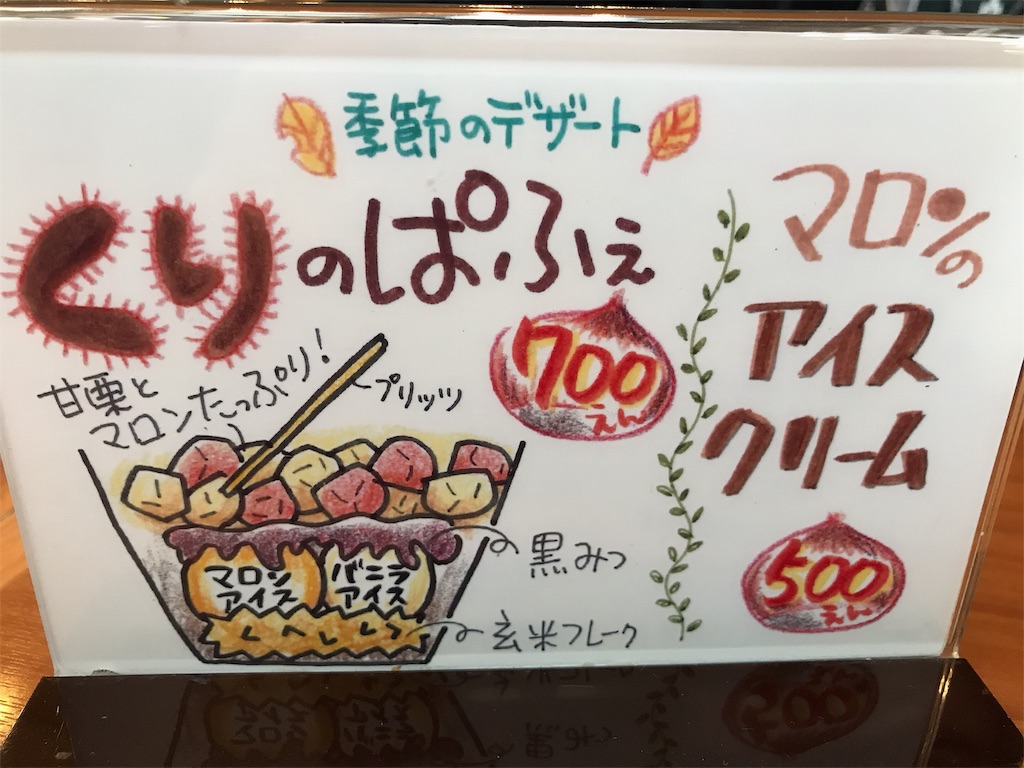 季節のデザート
くりのぱふぇ
700えん
甘栗と
マロンたっぷり!
プリッツ
マロン
アイス
バニラ
アイス
黒みつ
玄米フレーク
マロンの
アイス
クリーム
500えん